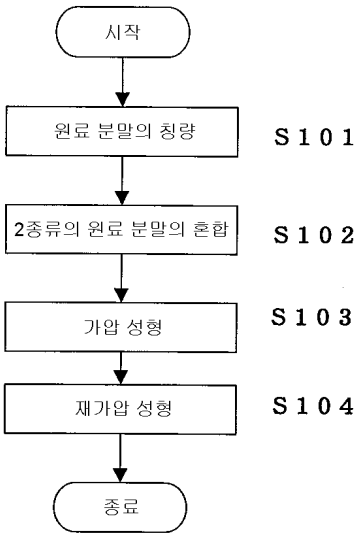 시작
원료 분말의 칭량
S101
2종류의 원료 분말의 혼합
S102
가압 성형
S103
재가압 성형
S104
종료